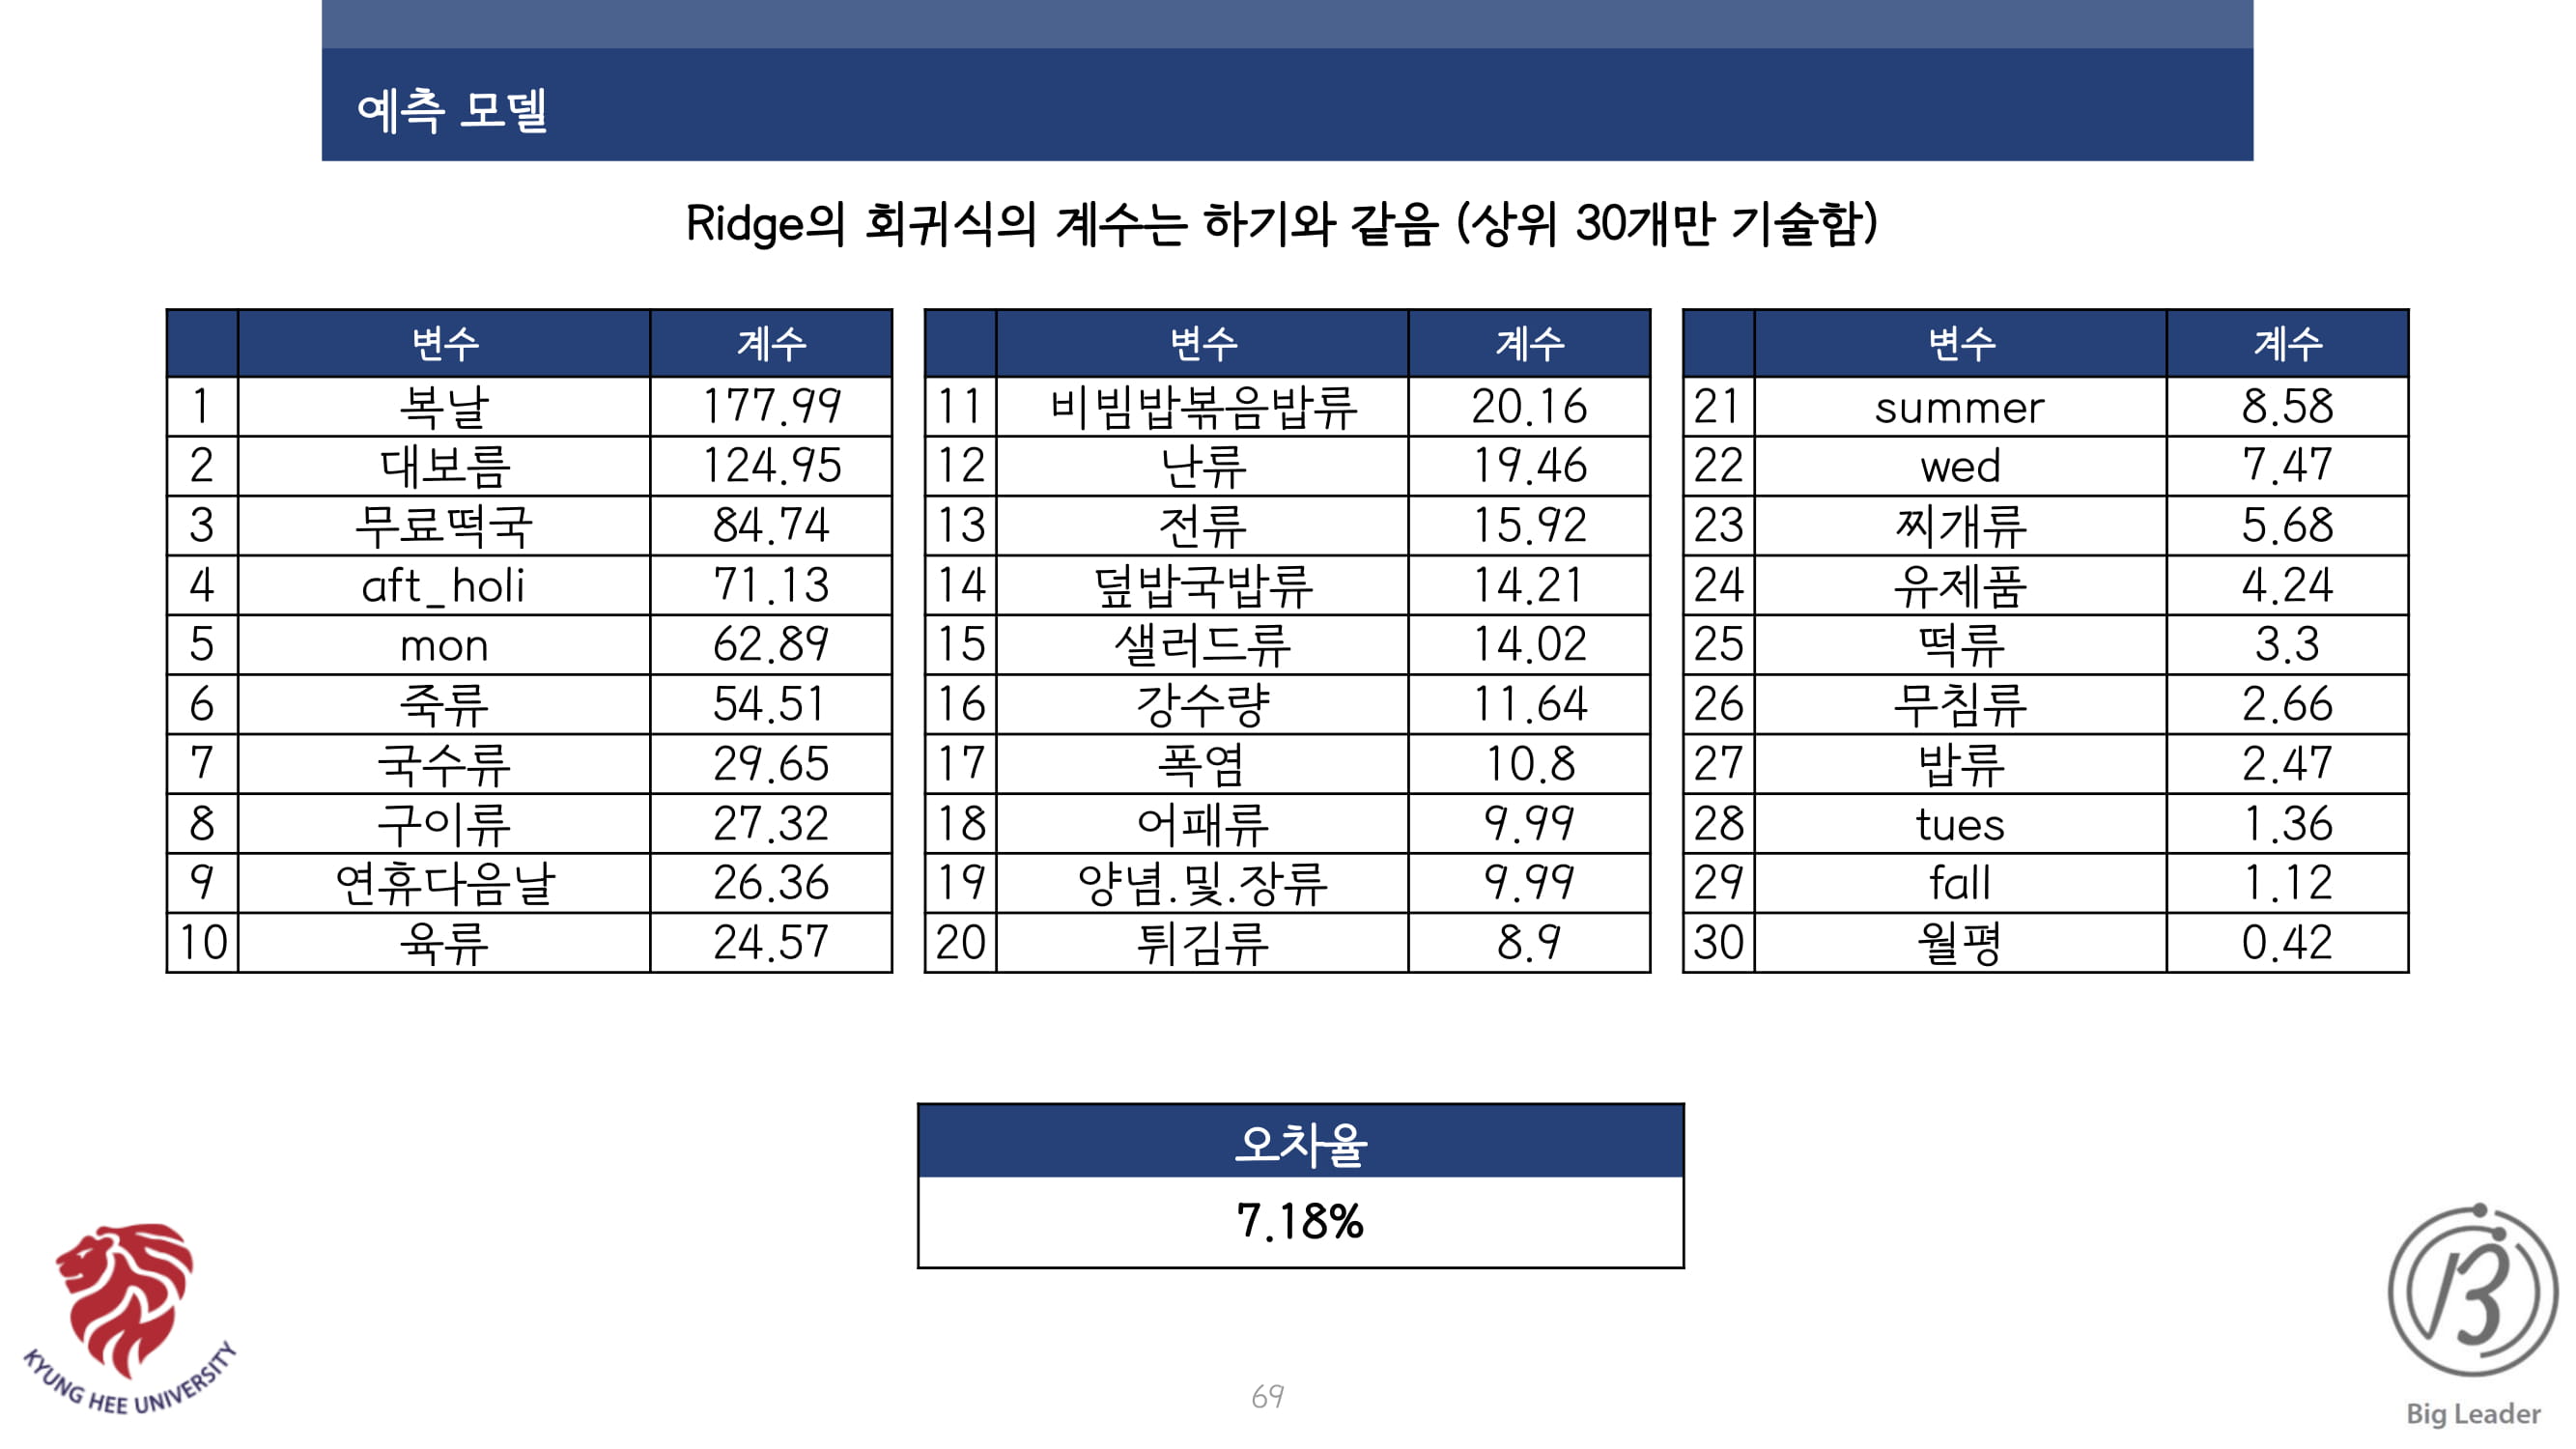 예측 모델
Ridge의 회귀식의 계수는 하기와 같음 (상위 30개만 기술함)
변수 계수
1 복날 177.99
2 대보름 124.95
3 무료떡국 84.74
4 aft_holi 71.13
5 mon 62.89
6 죽류 54.51
7 국수류 29.65
8 구이류 27.32
9 연휴다음날 26.36
10 육류 24.57
변수 계수
11 비빔밥볶음밥류 20.16
12 난류 19.46
13 전류 15.92
14 덮밥국밥류 14.21
15 샐러드류 14.02
16 강수량 11.64
17 폭염 10.8
18 어패류 9.99
19 양념.및.장류 9.99
20 튀김류 8.9
변수 계수
21 summer 8.58
22 wed 7.47
23 찌개류 5.68
24 유제품 4.24
25 떡류 3.3
26 무침류 2.66
27 밥류 2.47
28 tues 1.36
29 fall 1.12
30 월평 0.42
오차율
7.18%
KYUNG HEE UNIVERSITY
69
Big Leader